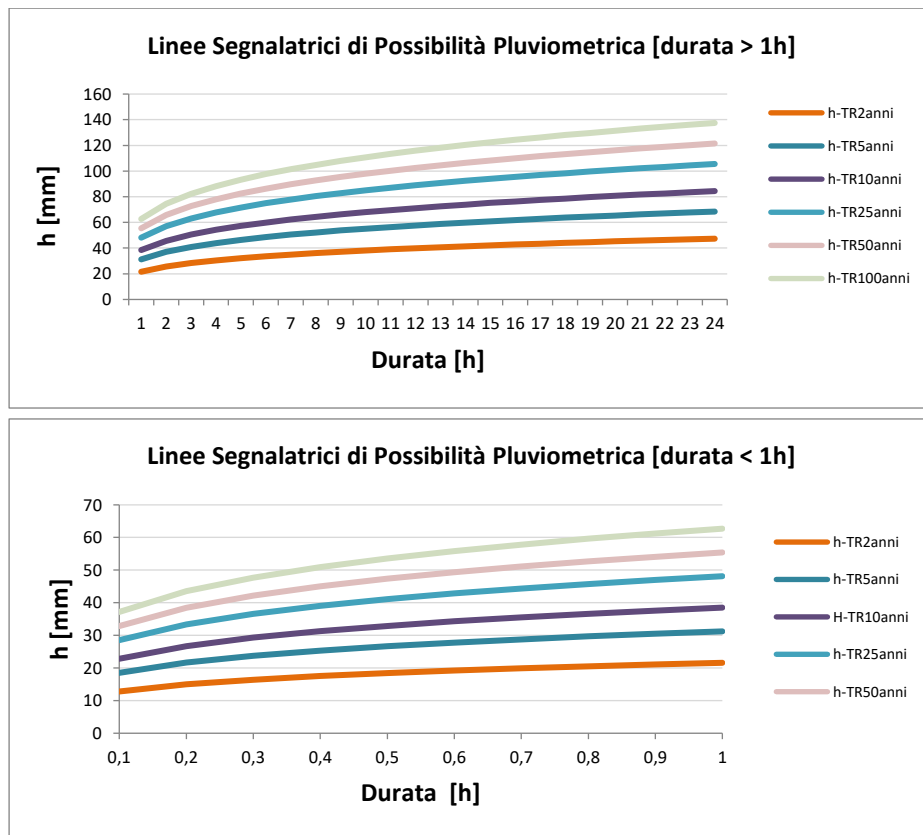 Linee Segnalatrici di Possibilità Pluviometrica [durata > 1h]
160
140
120
100
80
60
40
20
0
h [mm]
1 2 3 4 5 6 7 8 9 10 11 12 13 14 15 16 17 18 19 20 21 22 23 24
Durata [h]
h-TR2anni
h-TR5anni
h-TR10anni
h-TR25anni
h-TR50anni
h-TR100anni
Linee Segnalatrici di Possibilità Pluviometrica [durata < 1h]
70
60
50
40
30
20
10
0
h [mm]
0,1 0,2 0,3 0,4 0,5 0,6 0,7 0,8 0,9 1
Durata [h]
h-TR2anni
h-TR5anni
H-TR10anni
h-TR25anni
h-TR50anni